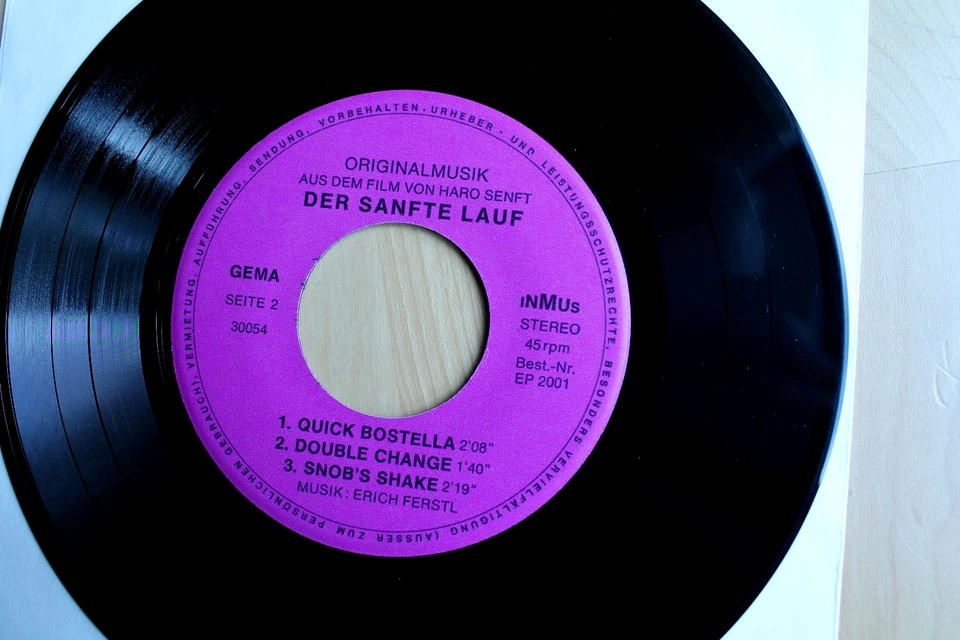 ORIGINALMUSIK
AUS DEM FILM VON HARO SENFT
DER SANFTE LAUF
GEMA
SEITE 2
30054
INMUS
STEREO
45 rpm
Best.-Nr.
EP 2001
1. QUICK BOSTELLA 2'08"
2. DOUBLE CHANGE 1'40"
3. SNOB'S SHAKE 2'19"
MUSIK: ERICH FERSTL
URHEBER- UND LEISTUNGSSCHUTZRECHTE, BESONDERS VERVIELFÄLTIGUNG (AUSSER ZUM PERSÖNLICHEN GEBRAUCH), VERMIETUNG, AUFFÜHRUNG, SENDUNG, VORBEHALTEN.